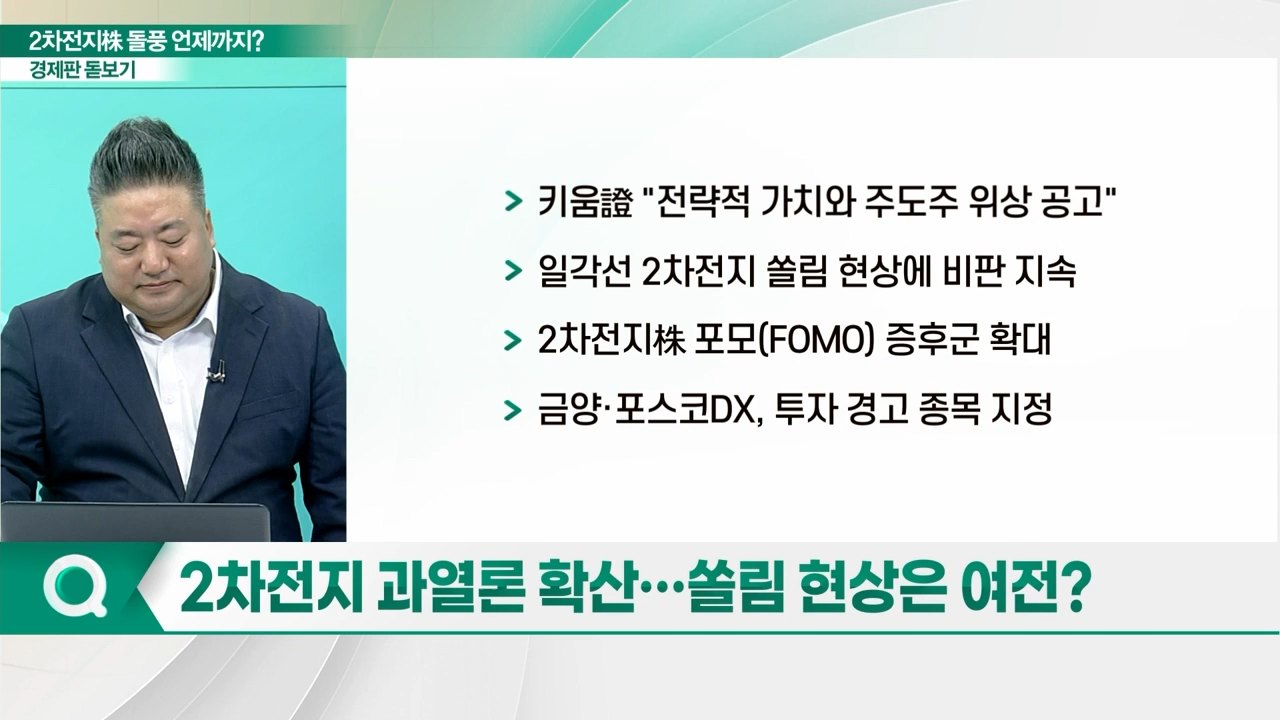 2차전지株 돌풍 언제까지?
경제판 돋보기
> 키움證 "전략적 가치와 주도주 위상 공고"
> 일각선 2차전지 쏠림 현상에 비판 지속
> 2차전지株 포모(FOMO) 증후군 확대
> 금양·포스코DX, 투자 경고 종목 지정
Q 2차전지 과열론 확산…쏠림 현상은 여전?